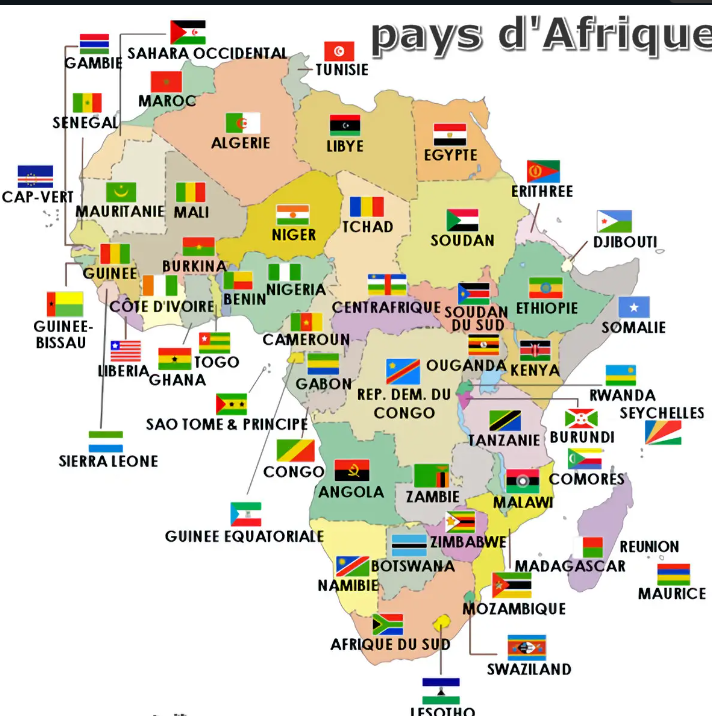 pays d'Afrique
SAHARA OCCIDENTAL
GAMBIE
TUNISIE
MAROC
SENEGAL
ALGERIE
LIBYE
EGYPTE
ERITHREE
CAP-VERT
MAURITANIE
MALI
NIGER
TCHAD
SOUDAN
DJIBOUTI
GUINEE
BURKINA
BENIN
NIGERIA
CÔTE D'IVOIRE
CENTRAFRIQUE
SOUDAN
DU SUD
ETHIOPIE
SOMALIE
GUINEE-
BISSAU
CAMEROUN
LIBERIA
GHANA
TOGO
GABON
OUGANDA
KENYA
REP. DEM. DU
CONGO
RWANDA
SEYCHELLES
SAO TOME & PRINCIPE
TANZANIE
BURUNDI
SIERRA LEONE
CONGO
COMORES
ANGOLA
ZAMBIE
MALAWI
GUINEE EQUATORIALE
ZIMBABWE
REUNION
BOTSWANA
MADAGASCAR
NAMIBIE
MAURICE
MOZAMBIQUE
AFRIQUE DU SUD
SWAZILAND
LESOTHO